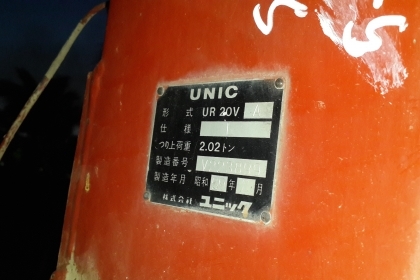 UNIC
形式 UR 20V A
仕様 1
つり上荷重 2.02トン
製造番号
製造年月 昭和 年 月
株式会社 ユニック